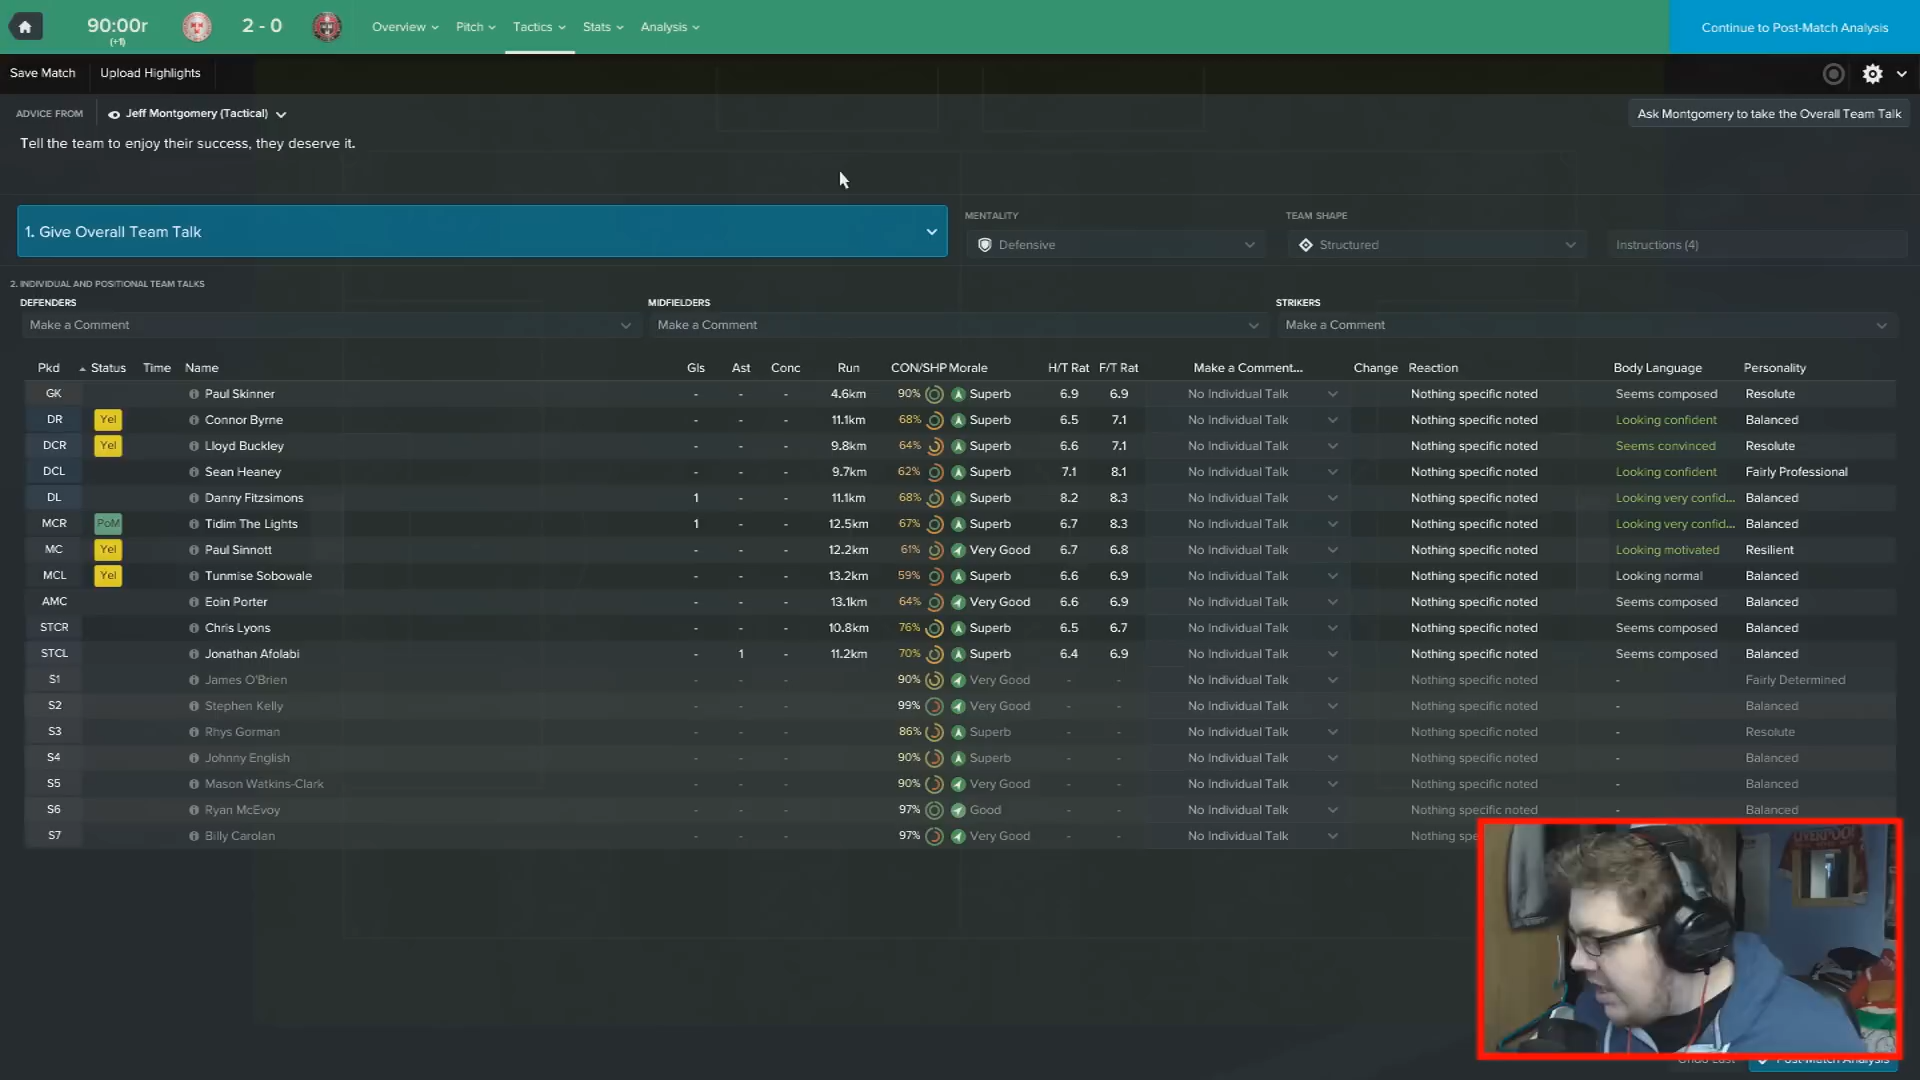 90:00r
(+1)
2 - 0
Overview
Pitch
Tactics
Stats
Analysis
Continue to Post-Match Analysis
Save Match
Upload Highlights
ADVICE FROM
Jeff Montgomery (Tactical)
Ask Montgomery to take the Overall Team Talk
Tell the team to enjoy their success, they deserve it.
1. Give Overall Team Talk
MENTALITY
Defensive
TEAM SHAPE
Structured
Instructions (4)
2. INDIVIDUAL AND POSITIONAL TEAM TALKS
DEFENDERS
MIDFIELDERS
STRIKERS
Make a Comment
Make a Comment
Make a Comment
Pkd Status Time Name Gls Ast Conc Run CON/SHP Morale H/T Rat F/T Rat Make a Comment... Change Reaction Body Language Personality
GK Paul Skinner - - - 4.6km 90% Superb 6.9 6.9 No Individual Talk Nothing specific noted Seems composed Resolute
DR Yel Connor Byrne - - - 11.1km 68% Superb 6.5 7.1 No Individual Talk Nothing specific noted Looking confident Balanced
DCR Yel Lloyd Buckley - - - 9.8km 64% Superb 6.6 7.1 No Individual Talk Nothing specific noted Seems convinced Resolute
DCL Sean Heaney - - - 9.7km 62% Superb 7.1 8.1 No Individual Talk Nothing specific noted Looking confident Fairly Professional
DL Danny Fitzsimons 1 - - 11.1km 68% Superb 8.2 8.3 No Individual Talk Nothing specific noted Looking very confid... Balanced
MCR PoM Tidim The Lights 1 - - 12.5km 67% Superb 6.7 8.3 No Individual Talk Nothing specific noted Looking very confid... Balanced
MC Yel Paul Sinnott - - - 12.2km 61% Very Good 6.7 6.8 No Individual Talk Nothing specific noted Looking motivated Resilient
MCL Yel Tunmise Sobowale - - - 13.2km 59% Superb 6.6 6.9 No Individual Talk Nothing specific noted Looking normal Balanced
AMC Eoin Porter - - - 13.1km 64% Very Good 6.6 6.9 No Individual Talk Nothing specific noted Seems composed Balanced
STCR Chris Lyons - - - 10.8km 76% Superb 6.5 6.7 No Individual Talk Nothing specific noted Seems composed Balanced
STCL Jonathan Afolabi - 1 - 11.2km 70% Superb 6.4 6.9 No Individual Talk Nothing specific noted Seems composed Balanced
S1 James O'Brien 90% Very Good - - No Individual Talk Nothing specific noted - Fairly Determined
S2 Stephen Kelly 99% Very Good - - No Individual Talk Nothing specific noted - Balanced
S3 Rhys Gorman 86% Superb - - No Individual Talk Nothing specific noted - Resolute
S4 Johnny English 90% Superb - - No Individual Talk Nothing specific noted - Balanced
S5 Mason Watkins-Clark 90% Very Good - - No Individual Talk Nothing specific noted - Balanced
S6 Ryan McEvoy 97% Good - - No Individual Talk Nothing specific noted - Balanced
S7 Billy Carolan 97% Very Good - - No Individual Talk Nothing spe
LIVERPOOL
Undo Last
Post-Match Analysis